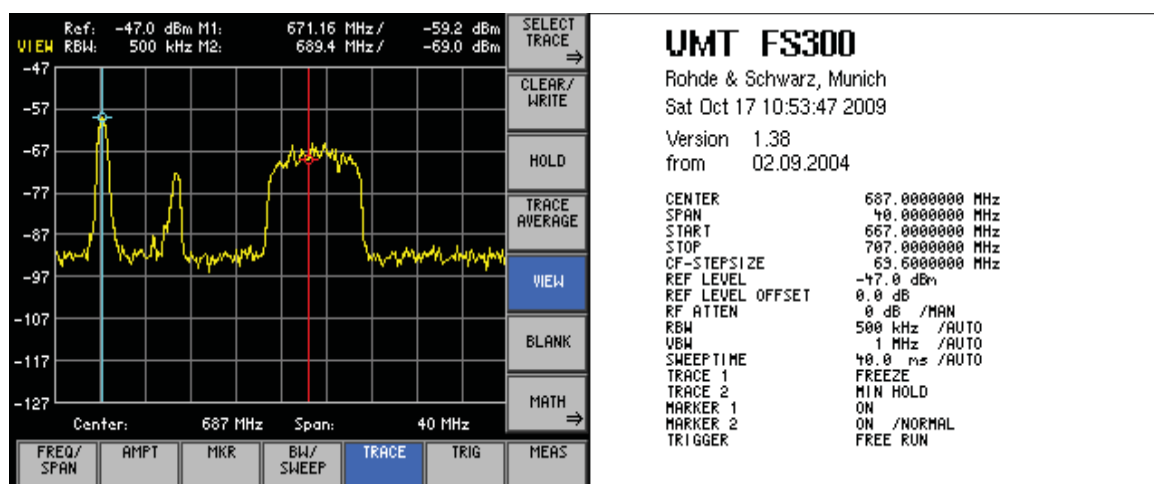 Ref: -47.0 dBm M1: 671.16 MHz/ -59.2 dBm
VIEW RBW: 500 kHz M2: 689.4 MHz/ -69.0 dBm
-47
-57
-67
-77
-87
-97
-107
-117
-127
Center: 687 MHz Span: 40 MHz
SELECT
TRACE
⇒
CLEAR/
WRITE
HOLD
TRACE
AVERAGE
VIEW
BLANK
MATH
⇒
FREQ/
SPAN
AMPT
MKR
BW/
SWEEP
TRACE
TRIG
MEAS
UMT FS300
Rohde & Schwarz, Munich
Sat Oct 17 10:53:47 2009
Version 1.38
from 02.09.2004
CENTER 687.0000000 MHz
SPAN 40.0000000 MHz
START 667.0000000 MHz
STOP 707.0000000 MHz
CF-STEPSIZE 63.6000000 MHz
REF LEVEL -47.0 dBm
REF LEVEL OFFSET 0.0 dB
RF ATTEN 0 dB /MAN
RBW 500 kHz /AUTO
VBW 1 MHz /AUTO
SWEEPTIME 40.0 ms /AUTO
TRACE 1 FREEZE
TRACE 2 MIN HOLD
MARKER 1 ON
MARKER 2 ON /NORMAL
TRIGGER FREE RUN